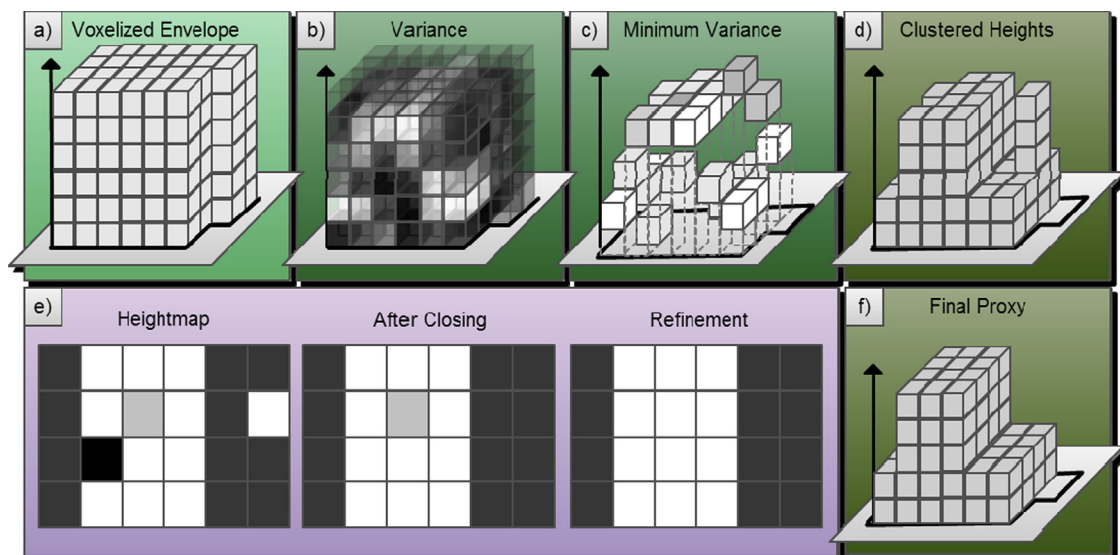 a) Voxelized Envelope
b) Variance
c) Minimum Variance
d) Clustered Heights
e) Heightmap
After Closing
Refinement
f) Final Proxy